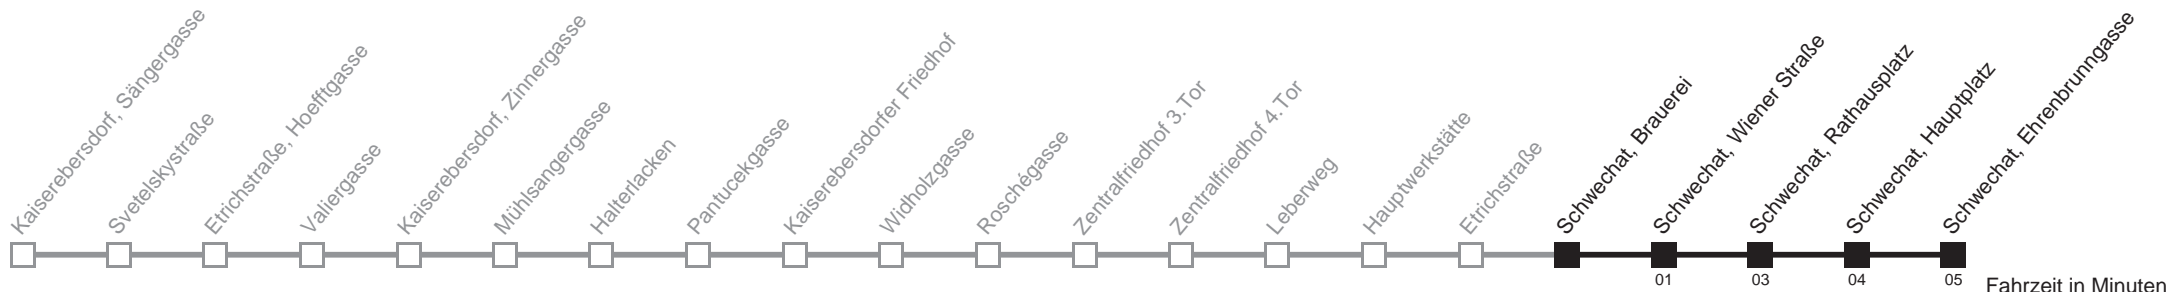 Kaiserebersdorf, Sängergasse
Svetelskystraße
Etrichstraße, Hoefftgasse
Valiergasse
Kaiserebersdorf, Zinnergasse
Mühlsangergasse
Halterlacken
Pantucekgasse
Kaiserebersdorfer Friedhof
Widholzgasse
Roschégasse
Zentralfriedhof 3.Tor
Zentralfriedhof 4.Tor
Leberweg
Hauptwerkstätte
Etrichstraße
Schwechat, Brauerei
Schwechat, Wiener Straße
Schwechat, Rathausplatz
Schwechat, Hauptplatz
Schwechat, Ehrenbrunngasse
01 03 04 05 Fahrzeit in Minuten